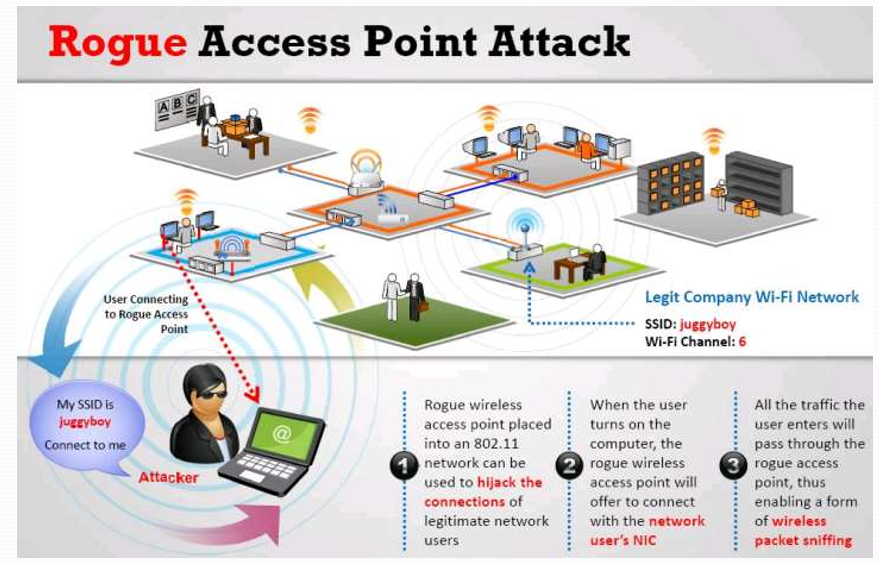 Rogue Access Point Attack
A B C
User Connecting
to Rogue Access
Point
Legit Company Wi-Fi Network
SSID: juggyboy
Wi-Fi Channel: 6
My SSID is
juggyboy
Connect to me
Attacker
@
1
Rogue wireless
access point placed
into an 802.11
network can be
used to hijack the
connections of
legitimate network
users
2
When the user
turns on the
computer, the
rogue wireless
access point will
offer to connect
with the network
user's NIC
3
All the traffic the
user enters will
pass through the
rogue access
point, thus
enabling a form
of wireless
packet sniffing